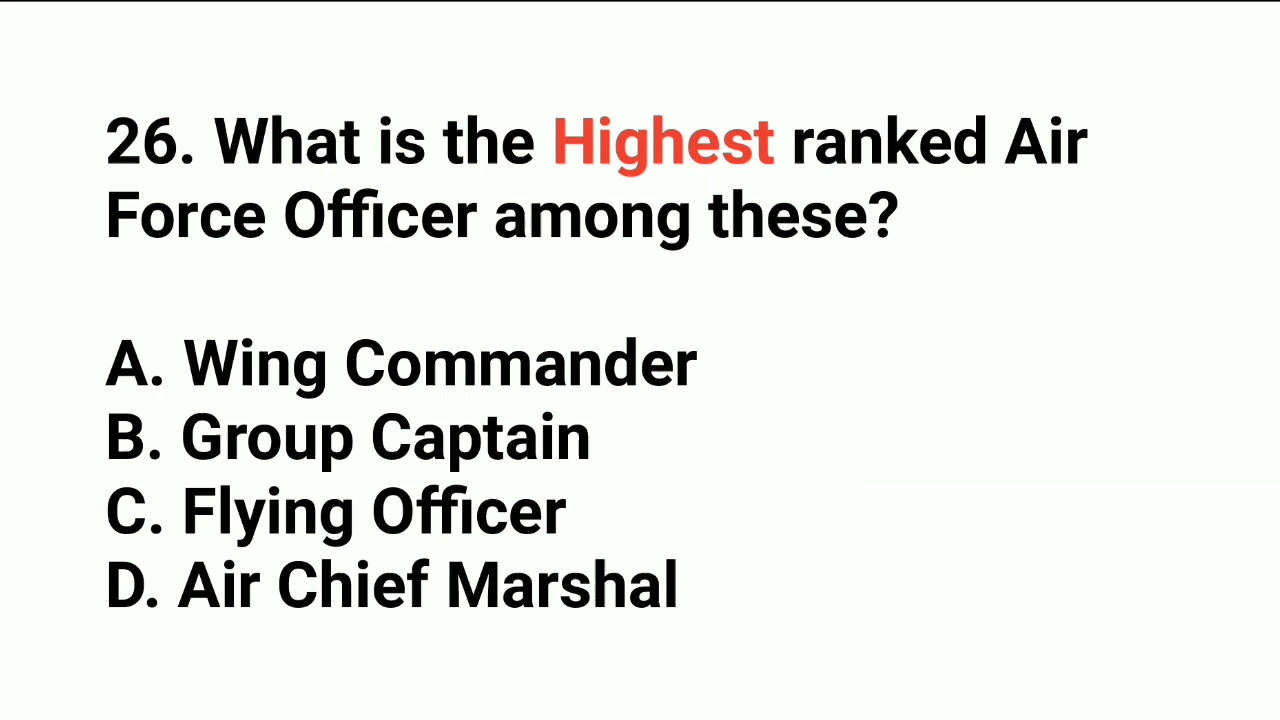 26. What is the Highest ranked Air
Force Officer among these?
A. Wing Commander
B. Group Captain
C. Flying Officer
D. Air Chief Marshal